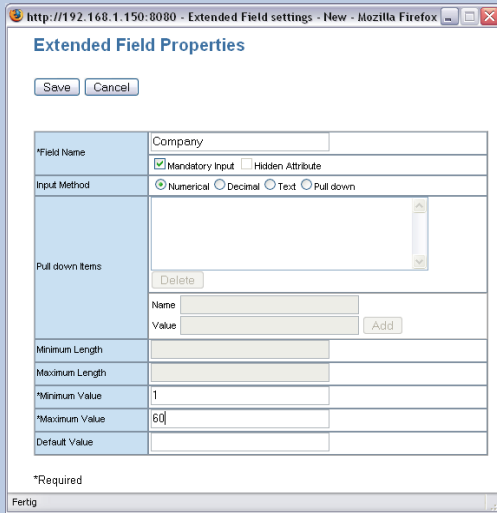 http://192.168.1.150:8080 - Extended Field settings - New - Mozilla Firefox
Extended Field Properties
Save Cancel
*Field Name Company
Mandatory Input Hidden Attribute
Input Method Numerical Decimal Text Pull down
Pull down Items
Delete
Name
Value Add
Minimum Length
Maximum Length
*Minimum Value 1
*Maximum Value 60
Default Value
*Required
Fertig